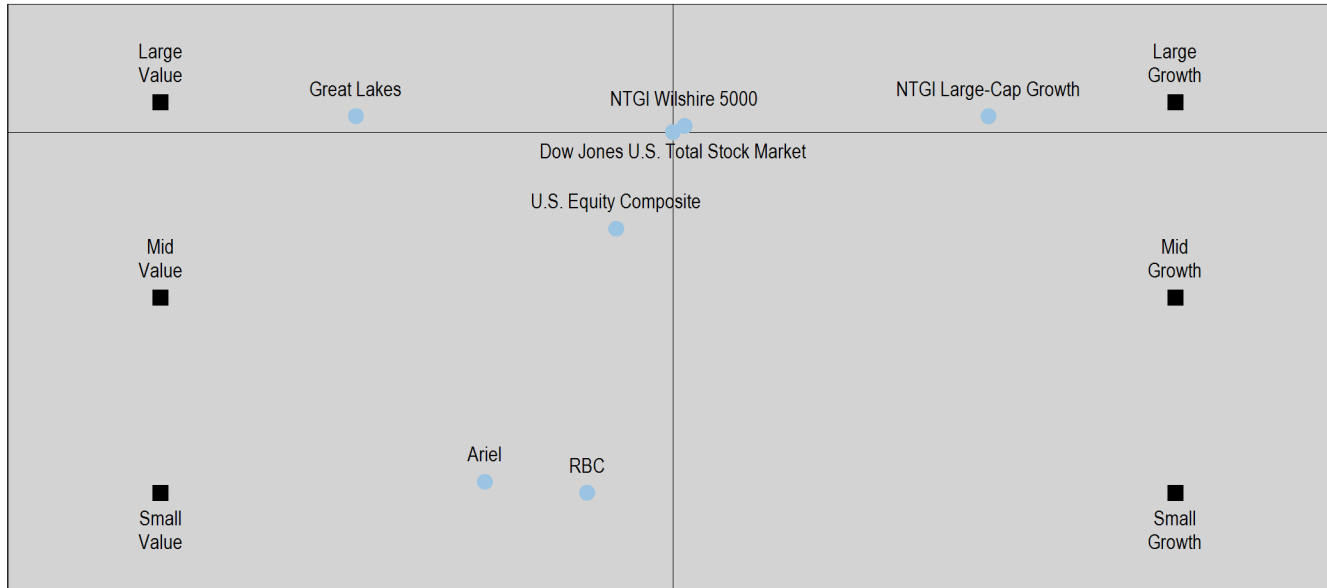 Large
Value
Great Lakes
NTGI Wilshire 5000
NTGI Large-Cap Growth
Large
Growth
Dow Jones U.S. Total Stock Market
U.S. Equity Composite
Mid
Value
Mid
Growth
Ariel
RBC
Small
Value
Small
Growth